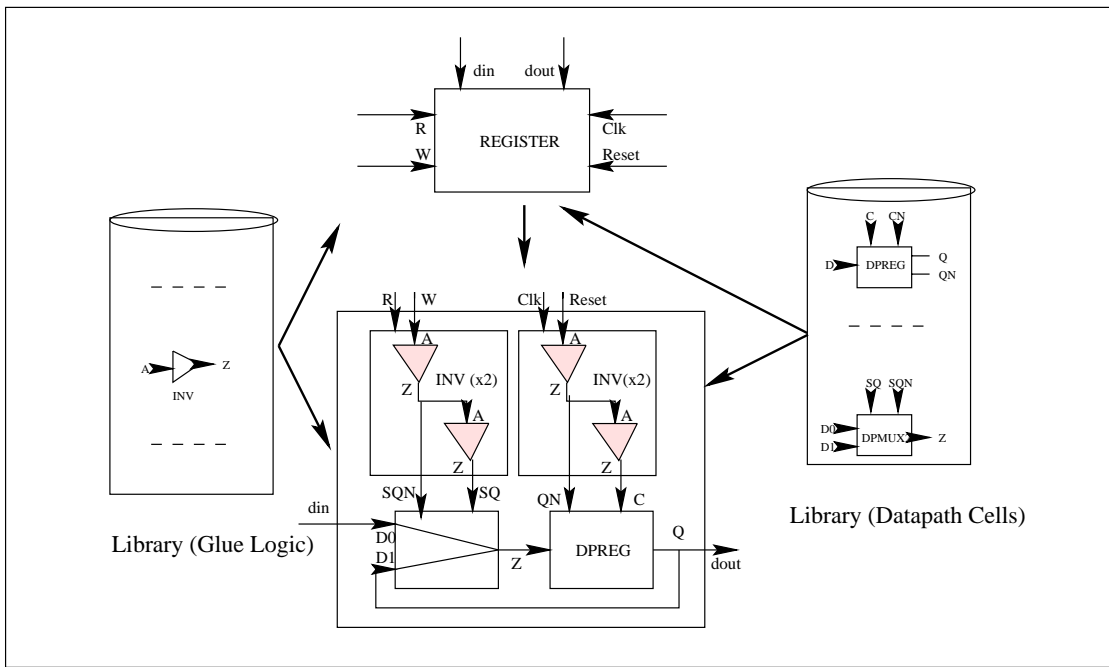 din dout
R Clk
REGISTER
W Reset
C CN
D DPREG Q
QN
R W Clk Reset
A A
A Z
INV
Z INV (x2) Z INV(x2)
A A
Z Z
SQ SQN
D0 DPMUX Z
D1
SQN SQ QN C
din
Library (Glue Logic)
D0
D1
Z
DPREG
Q
dout
Library (Datapath Cells)